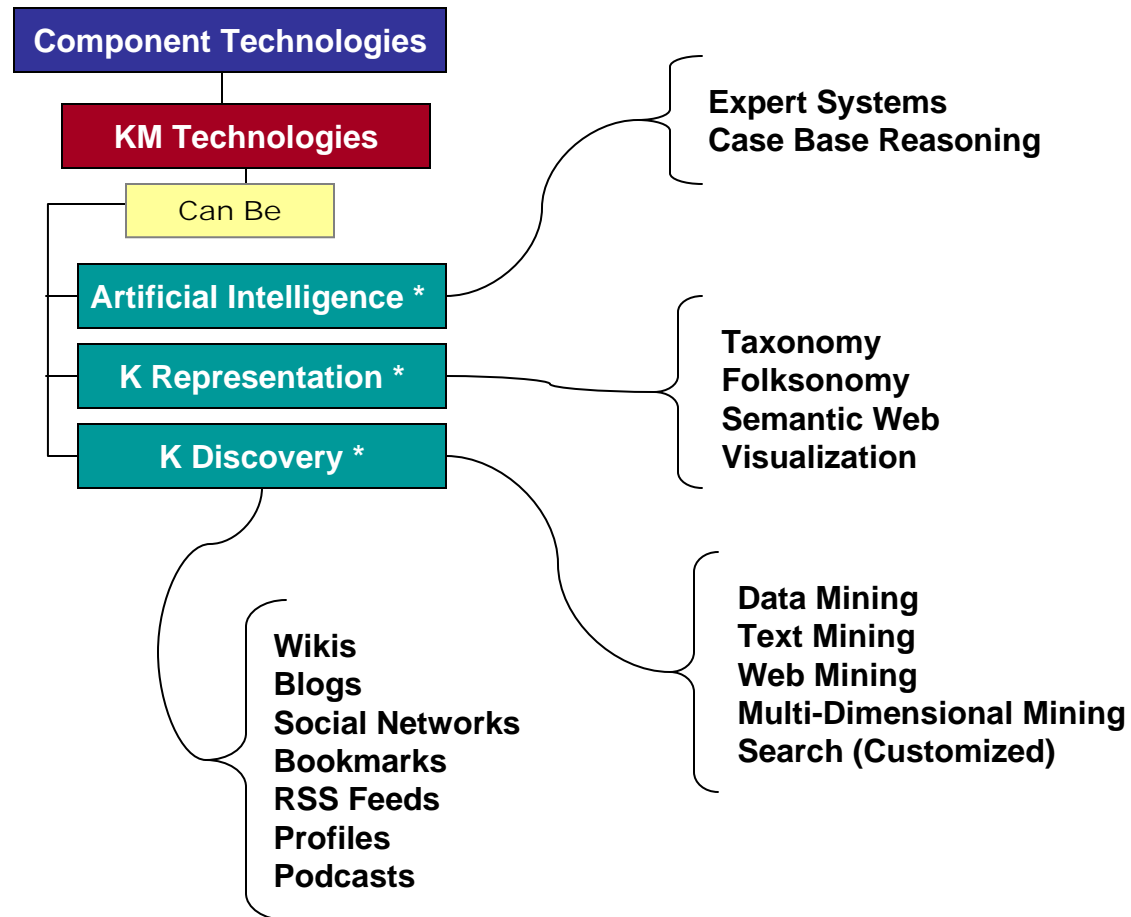 Component Technologies
KM Technologies
Can Be
Artificial Intelligence *
K Representation *
K Discovery *
Expert Systems
Case Base Reasoning
Taxonomy
Folksonomy
Semantic Web
Visualization
Data Mining
Text Mining
Web Mining
Multi-Dimensional Mining
Search (Customized)
Wikis
Blogs
Social Networks
Bookmarks
RSS Feeds
Profiles
Podcasts